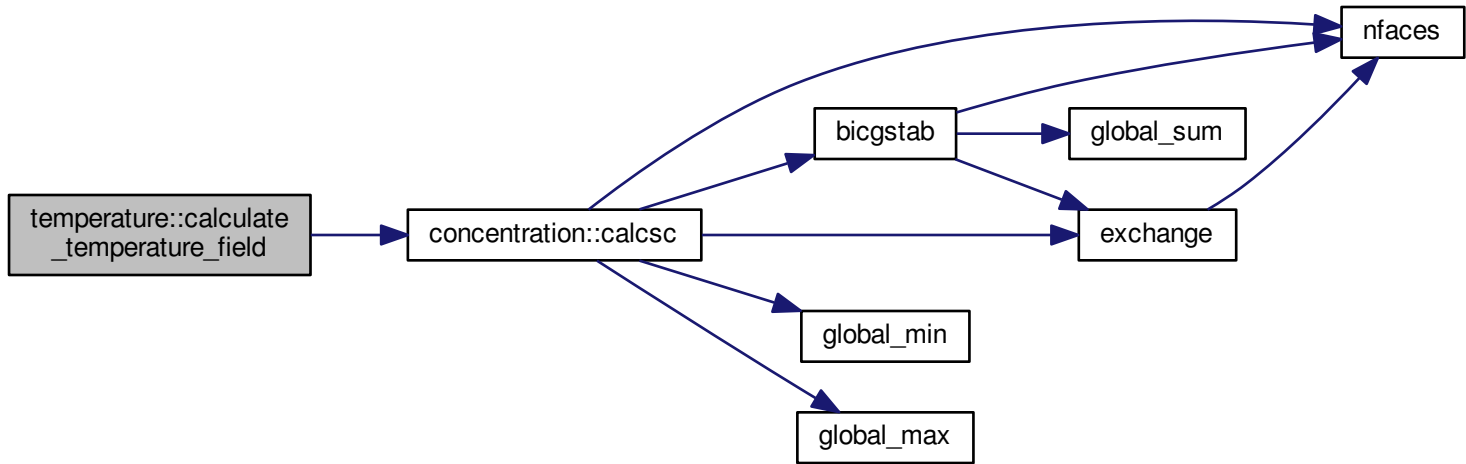 temperature::calculate
_temperature_field
concentration::calcsc
nfaces
bicgstab
global_sum
exchange
global_min
global_max